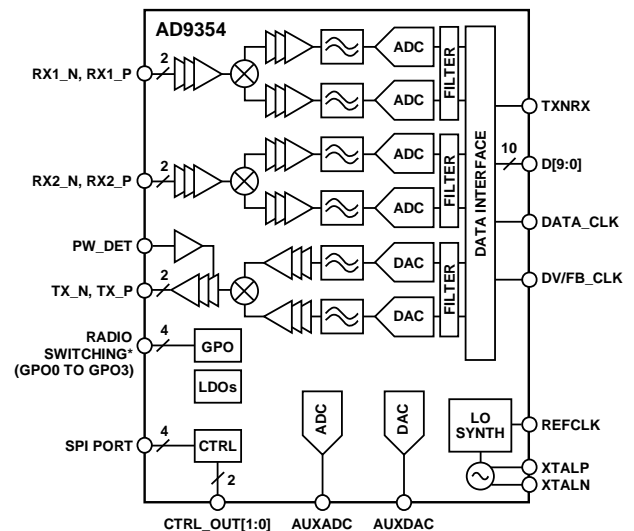 AD9354
RX1_N, RX1_P
2
ADC
FILTER
ADC
TXNRX
RX2_N, RX2_P
2
ADC
FILTER
ADC
DATA INTERFACE
10
D[9:0]
DATA_CLK
PW_DET
DAC
FILTER
DAC
DV/FB_CLK
TX_N, TX_P
2
RADIO
SWITCHING*
(GPO0 TO GPO3)
4
GPO
LDOs
ADC
DAC
LO
SYNTH
REFCLK
SPI PORT
4
CTRL
2
XTALP
XTALN
CTRL_OUT[1:0]
AUXADC
AUXDAC